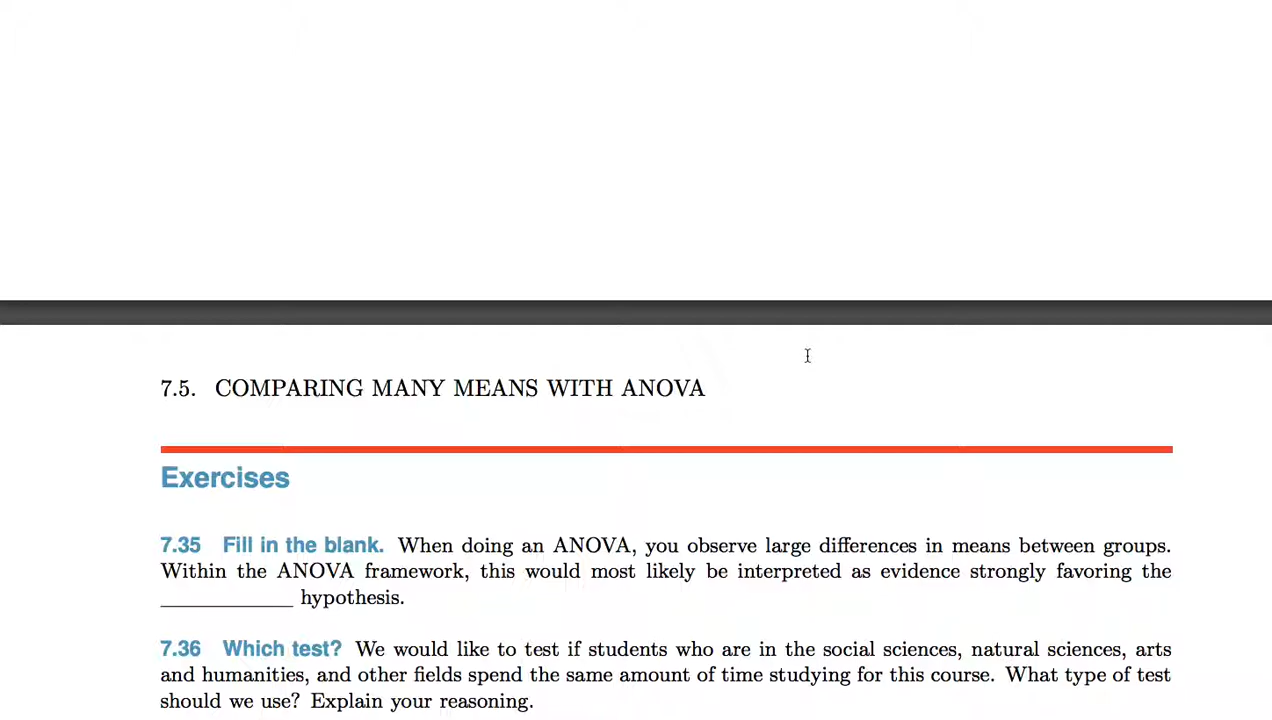 7.5. COMPARING MANY MEANS WITH ANOVA
Exercises
7.35 Fill in the blank. When doing an ANOVA, you observe large differences in means between groups.
Within the ANOVA framework, this would most likely be interpreted as evidence strongly favoring the
____________ hypothesis.
7.36 Which test? We would like to test if students who are in the social sciences, natural sciences, arts
and humanities, and other fields spend the same amount of time studying for this course. What type of test
should we use? Explain your reasoning.